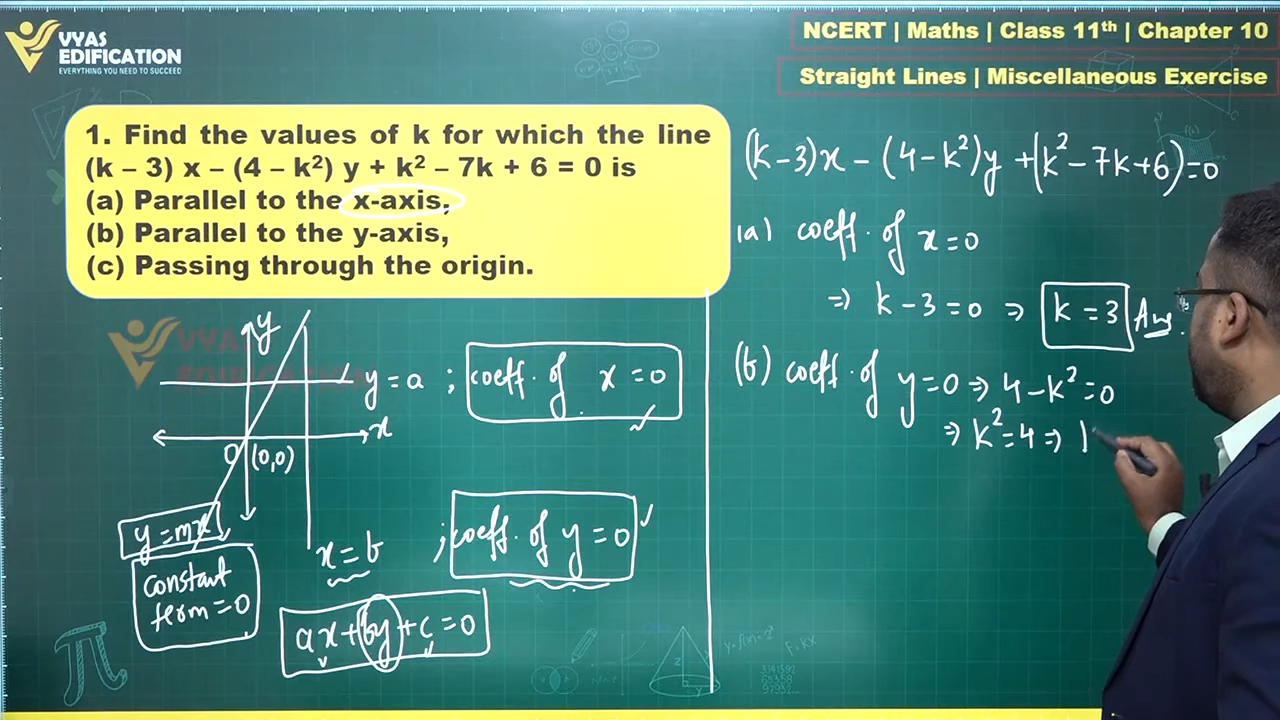 VYAS
EDIFICATION
EVERYTHING YOU NEED TO SUCCEED
NCERT | Maths | Class 11th | Chapter 10
Straight Lines | Miscellaneous Exercise
1. Find the values of k for which the line
(k – 3) x – (4 – k²) y + k² – 7k + 6 = 0 is
(a) Parallel to the x-axis,
(b) Parallel to the y-axis,
(c) Passing through the origin.
VYAS
EDIFICATION
y
y = a ; coeff. of x = 0
x
0 (0,0)
y = mx
constant
term = 0
x = b ; coeff. of y = 0
ax + by + c = 0
(k-3)x - (4-k²)y + (k²-7k+6) = 0
(a) coeff. of x = 0
⇒ k-3 = 0 ⇒ k = 3 Ans.
(b) coeff. of y = 0 ⇒ 4-k² = 0
⇒ k² = 4 ⇒